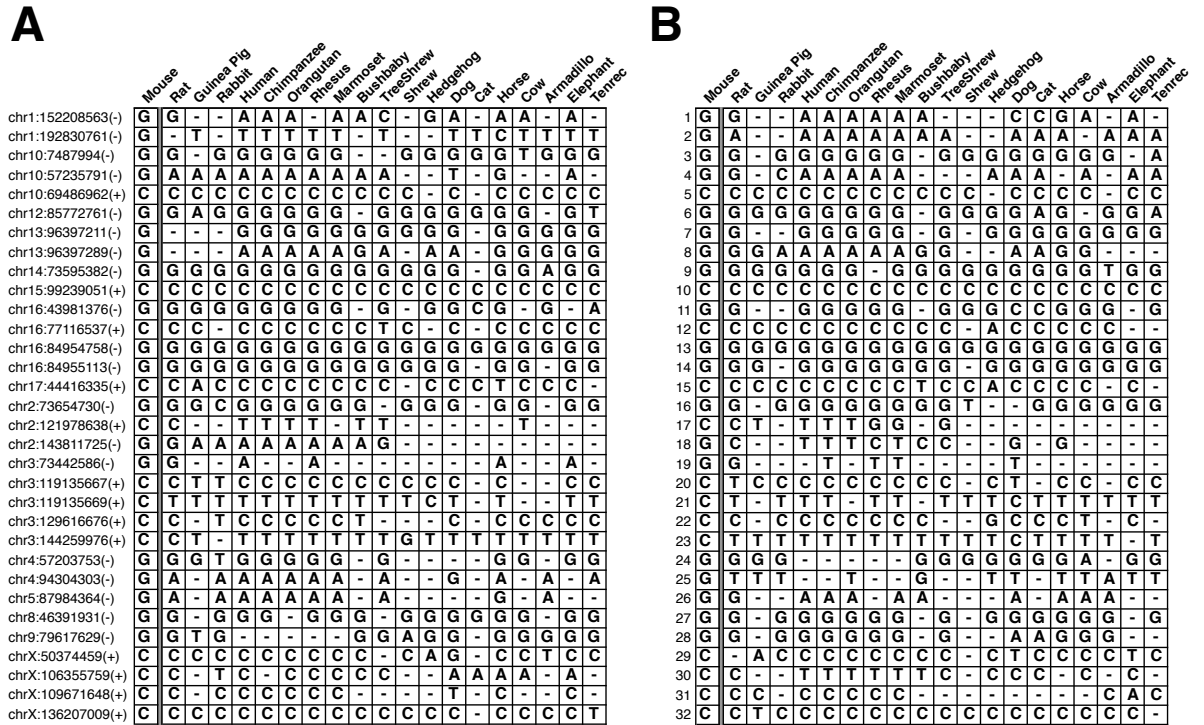 A
Mouse Rat Guinea Pig Rabbit Human Chimpanzee Orangutan Rhesus Marmoset Bushbaby TreeShrew Shrew Hedgehog Dog Cat Horse Cow Armadillo Elephant Tenrec
chr1:152208563(-) G G - - A A A - A A C - G A - A A - A -
chr1:192830761(-) G - T - T T T T T - T - - T T C T T T T
chr10:7487994(-) G G - G G G G G - - - G G G G G T G G G
chr10:57235791(-) G A A A A A A A A A A - - T - G - - A -
chr10:69486962(+) C C C C C C C C C C C C - C - C C C C C
chr12:85772761(-) G G A G G G G G G - G G G G G G G - G T
chr13:96397211(-) G - - - G G G G G G G G G G - G G G G G
chr13:96397289(-) G - - - A A A A A G A - A A - G G G G G
chr14:73595382(-) G G G G G G G G G G G G G G - G G A G G
chr15:99239051(+) C C C C C C C C C C C C C C C C C C C C
chr16:43981376(-) G G G G G G G G G - G - G G C G - G - A
chr16:77116537(+) C C C - C C C C C C T C - C - C C C C C
chr16:84954758(-) G G G G G G G G G G G G G G G G G G G G
chr16:84955113(-) G G G G G G G G G - G G G G - G G G G G
chr17:44416335(+) C C A C C C C C C C C - C C C T C C C -
chr2:73654730(-) G G G C G G G G G G - G G G - G G - G G
chr2:121978638(+) C C - - T T T T - T T - - - - - T - - -
chr2:143811725(-) G G A A A A A A A A G - - - - - - - - -
chr3:73442586(-) G G - - A - - A - - - - - - - A - - A -
chr3:119135667(+) C C T T C C C C C C C C - C - C - - C C
chr3:119135669(+) C T T T T T T T T T T T C T - T - - T T
chr3:129616676(+) C C - T C C C C C T - - - C - C C C C C
chr3:144259976(+) C C T - T T T T T T T G T T T T T T T T
chr4:57203753(-) G G G T G G G G G - G - - - - G G - G G
chr4:94304303(-) G A - A A A A A A - A - - G - A - A - A
chr5:87984364(-) G A - A A A A A A - A - - - - G - A - -
chr8:46391931(-) G G - G G G - G G G - G G G G G G - G G
chr9:79617629(-) G G T G - - - - - G G A G G - G G G G G
chrX:50374459(+) C C C C C C C C C C - C A G - C C T C C
chrX:106355759(+) C C - T C - C C C C C - - A A A A - A -
chrX:109671648(+) C C - C C C C C C - - - - T - C - - C -
chrX:136207009(+) C C C C C C C C C C C C C C - C C C C T
B
Mouse Rat Guinea Pig Rabbit Human Chimpanzee Orangutan Rhesus Marmoset Bushbaby TreeShrew Shrew Hedgehog Dog Cat Horse Cow Armadillo Elephant Tenrec
1 G G - - A A A A A A - - - C C G A - A -
2 G A - - A A A A A A A - - A A A - A A A
3 G G - G G G G G G - G G G G G G G G - A
4 G G - C A A A A A - - - A A A - A - A A
5 C C C C C C C C C C C C - C C C C - C C
6 G G G G G G G G G - G G G G A G - G G A
7 G G - - G G G G G - G - G G G G G G G G
8 G G G A A A A A A G G - - A A G G - - -
9 G G G G G G G - G G G G G G G G G T G G
10 C C C C C C C C C C C C C C C C C C C C
11 G G - - G G G G G - G G G C C G G G - G
12 C C C C C C C C C C C - A C C C C C - -
13 G G G G G G G G G G G G G G G G G G G G
14 G G G - G G G G G - G G - G G G G G G G
15 C C C C C C C C C T C C A C C C C - C -
16 G G - G G G G G G G G T - - G G G G G G
17 C C T - T T T G G - G - - - - - - - - -
18 G C - - T T T C T C C - - G - G - - - -
19 G G - - - T - T T - - - - T - - - - - -
20 C T C C C C C C C C C - C T - C C - C C
21 C T - T T T - T T - T T T C T T T T T T
22 C C - C C C C C C C - - G C C C T - C -
23 C T T T T T T T T T T T T C T T T T - T
24 G G G G - - - - - G G G G G G G A - G G
25 G T T T - - T - - G - - T T - T T A T T
26 G G - - A A A - A A - - - A - A A A - -
27 G G - G G G G G G - G - G G G G G G - G
28 G G - G G G G G G - G - - A A G G G - -
29 C - A C C C C C C C C - C T C C C C T C
30 C C - - T T T T T T C - C C - C - C - -
31 C C C - C C C C C - - - - - - - - C A C
32 C C T C C C C C C C C C C C C C C C C -